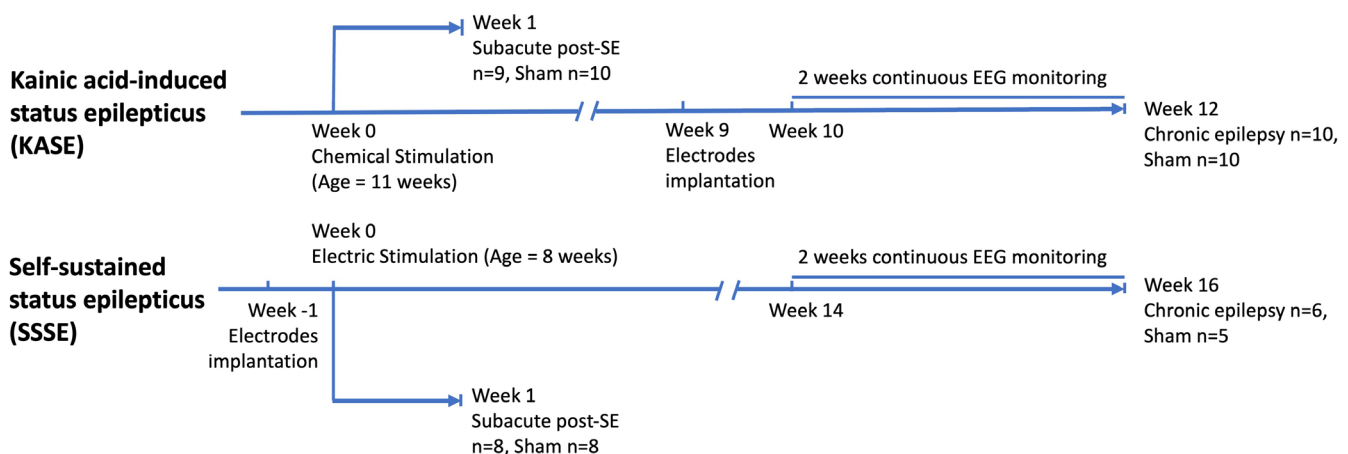 Kainic acid-induced
status epilepticus
(KASE)
Week 1
Subacute post-SE
n=9, Sham n=10
Week 0
Chemical Stimulation
(Age = 11 weeks)
Week 9
Electrodes
implantation
Week 10
2 weeks continuous EEG monitoring
Week 12
Chronic epilepsy n=10,
Sham n=10
Self-sustained
status epilepticus
(SSSE)
Week -1
Electrodes
implantation
Week 0
Electric Stimulation (Age = 8 weeks)
Week 1
Subacute post-SE
n=8, Sham n=8
Week 14
2 weeks continuous EEG monitoring
Week 16
Chronic epilepsy n=6,
Sham n=5